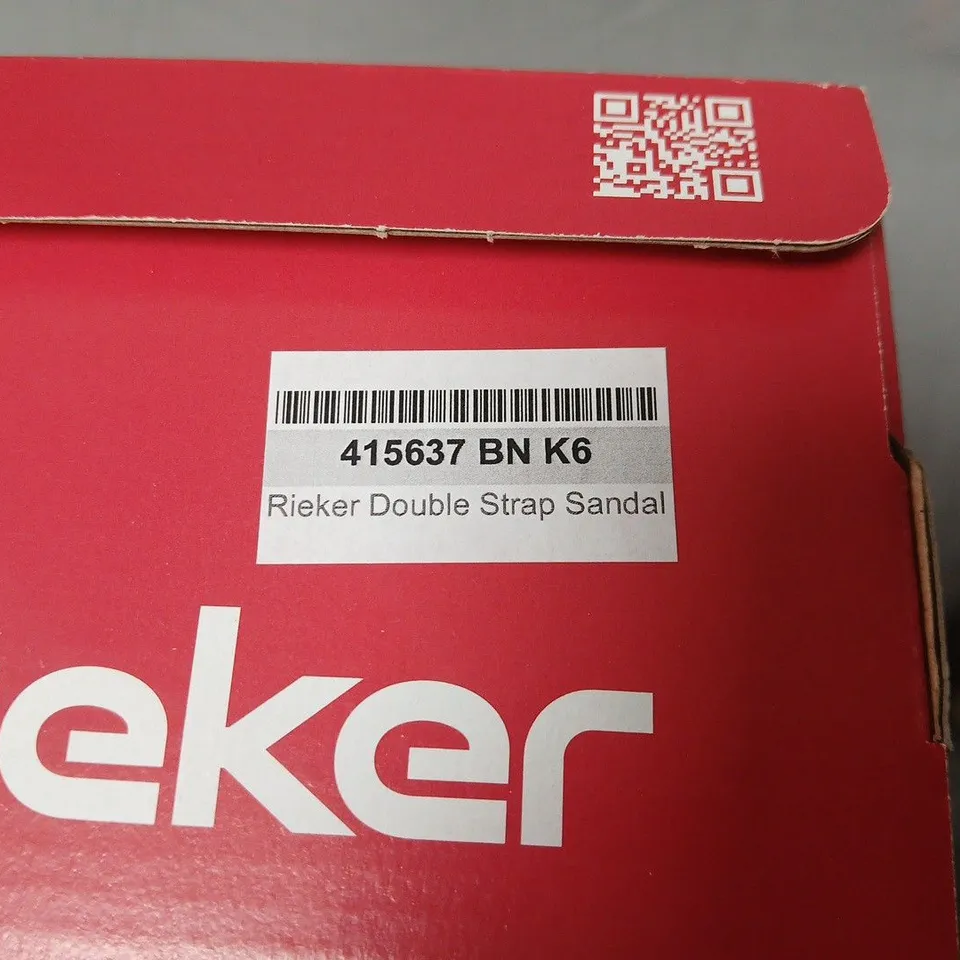 415637 BN K6
Rieker Double Strap Sandal
eker